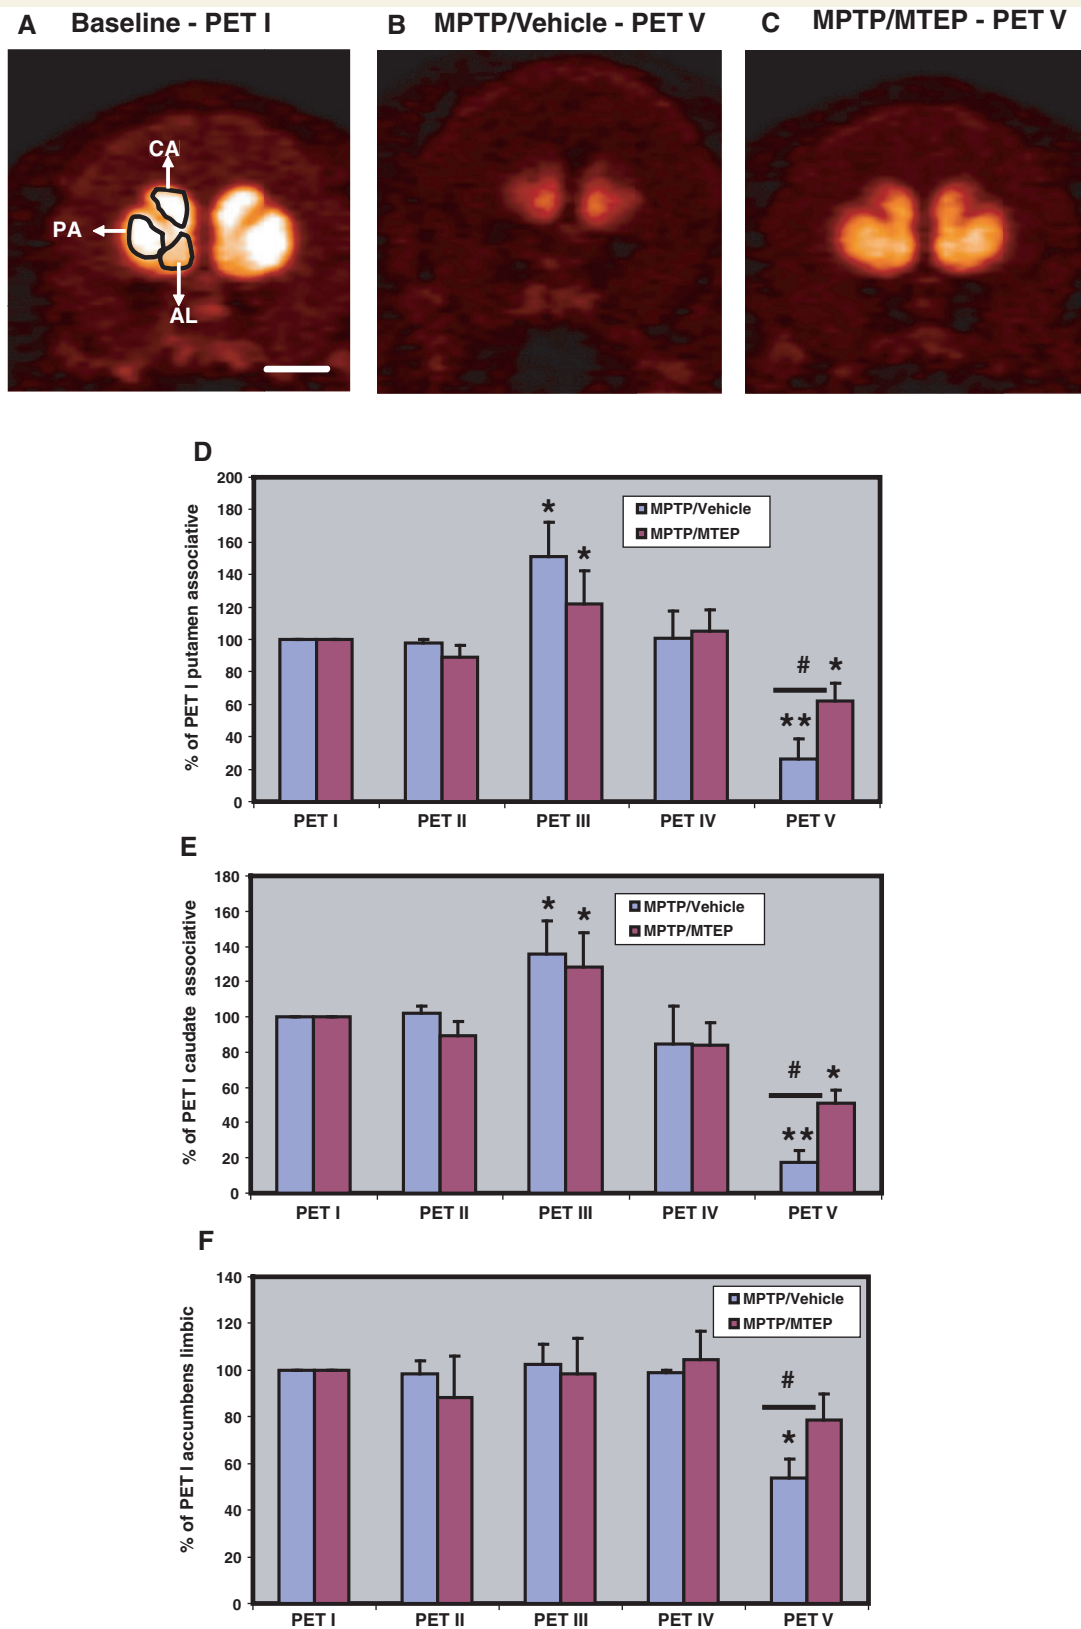 A Baseline - PET I
B MPTP/Vehicle - PET V
C MPTP/MTEP - PET V
CA
PA
AL
D
% of PET I putamen associative
200
180
160
140
120
100
80
60
40
20
0
MPTP/Vehicle
MPTP/MTEP
*
*
#
*
**
PET I PET II PET III PET IV PET V
E
% of PET I caudate associative
180
160
140
120
100
80
60
40
20
0
MPTP/Vehicle
MPTP/MTEP
*
*
#
*
**
PET I PET II PET III PET IV PET V
F
% of PET I accumbens limbic
140
120
100
80
60
40
20
0
MPTP/Vehicle
MPTP/MTEP
#
*
PET I PET II PET III PET IV PET V